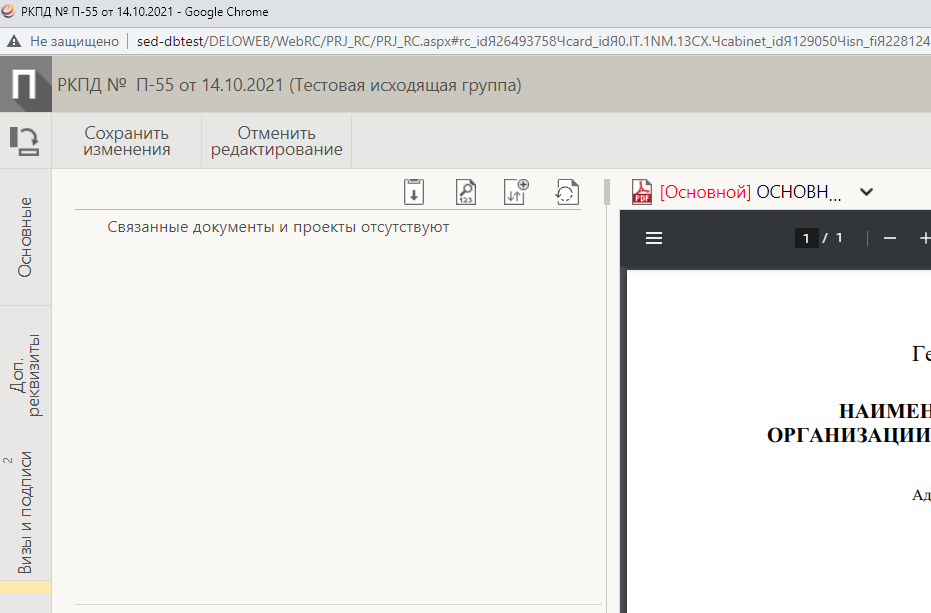 РКПД № П-55 от 14.10.2021 - Google Chrome
Не защищено | sed-dbtest/DELOWEB/WebRC/PRJ_RC/PRJ_RC.aspx#rc_idЯ26493758Чcard_idЯ0.IT.1NM.13CX.Чcabinet_idЯ129050Чisn_fiЯ228124
П РКПД № П-55 от 14.10.2021 (Тестовая исходящая группа)
Сохранить
изменения
Отменить
редактирование
123
PDF
[Основной] ОСНОВН...
Связанные документы и проекты отсутствуют
1 / 1
Основные
Доп.
реквизиты
Визы и подписи 2
Ге
НАИМЕН
ОРГАНИЗАЦИИ
Ад